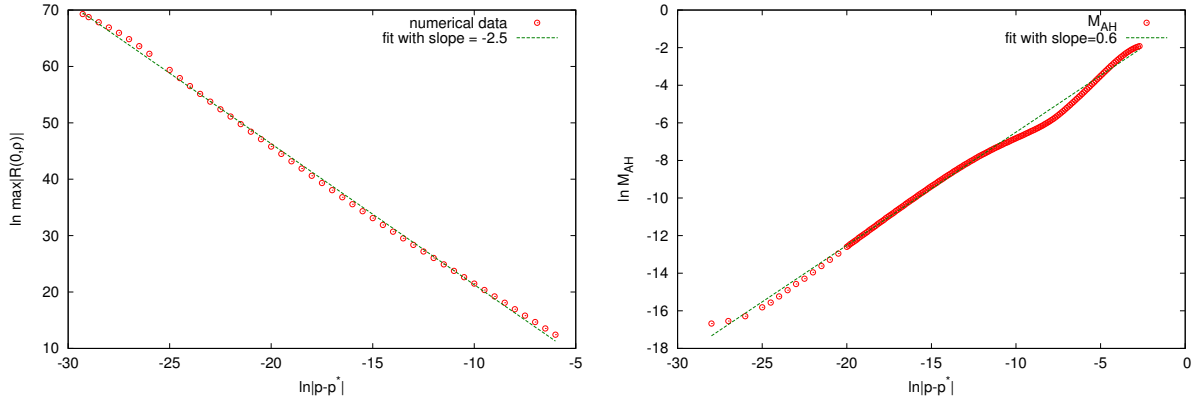 70
60
50
40
30
20
10
ln max|R(0,ρ)|
numerical data
fit with slope = -2.5
-30 -25 -20 -15 -10 -5
ln|p-p*|
0
-2
-4
-6
-8
-10
-12
-14
-16
-18
ln M_AH
M_AH
fit with slope=0.6
-30 -25 -20 -15 -10 -5 0
ln|p-p*|